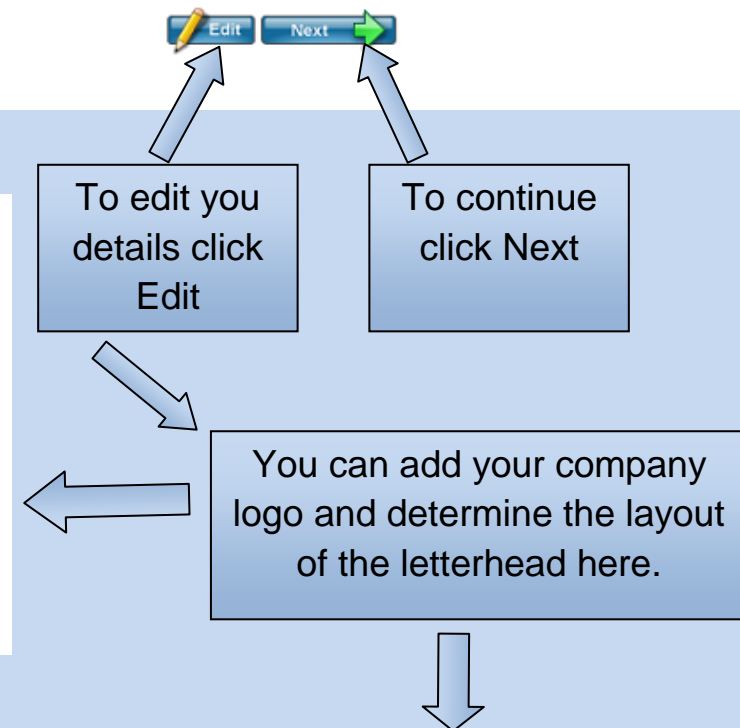 Edit Next
To edit you
details click
Edit
To continue
click Next
You can add your company
logo and determine the layout
of the letterhead here.